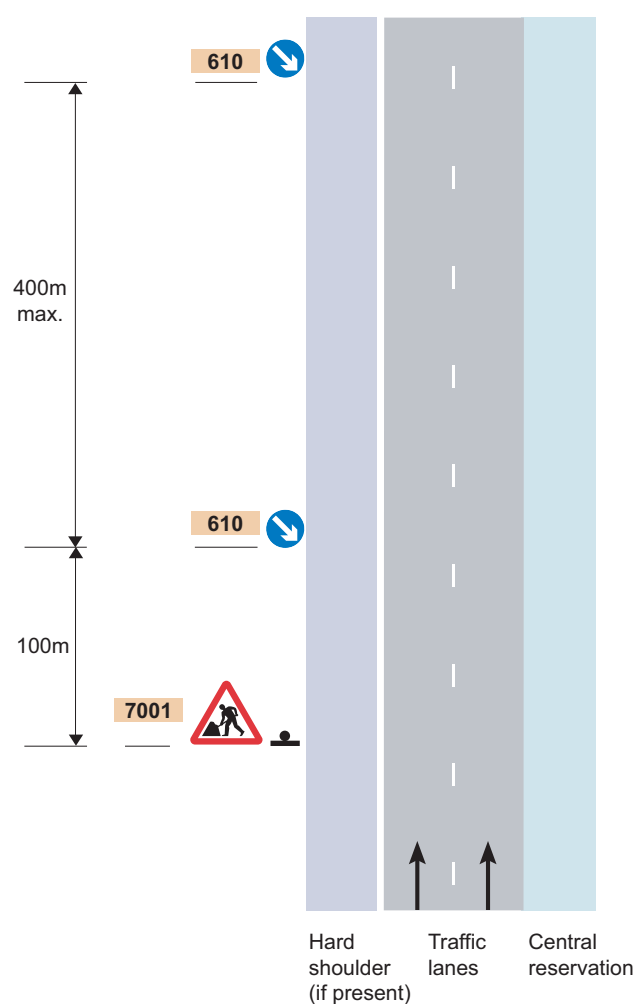 610
400m
max.
610
100m
7001
Hard
shoulder
(if present)
Traffic
lanes
Central
reservation